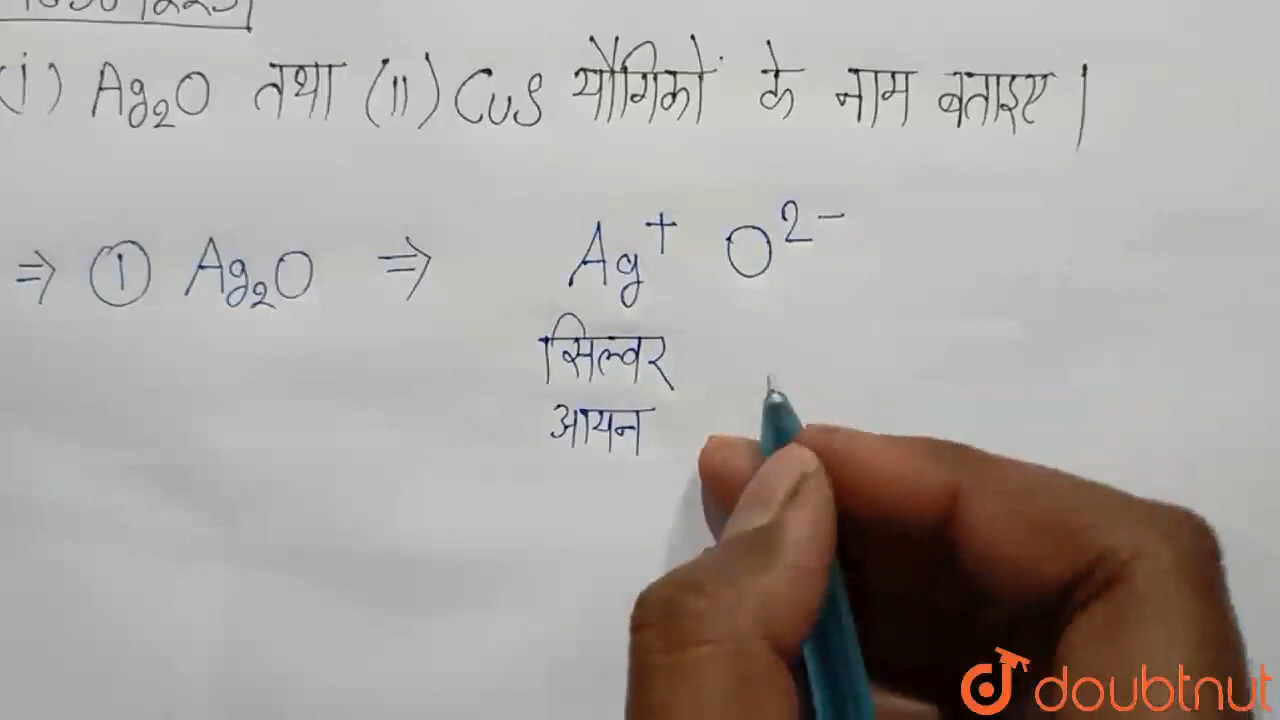 (i) Ag₂O तथा (ii) CuS यौगिकों के नाम बताइए।
⇒ ① Ag₂O ⇒ Ag⁺ O²⁻
सिल्वर
आयन
doubtnut